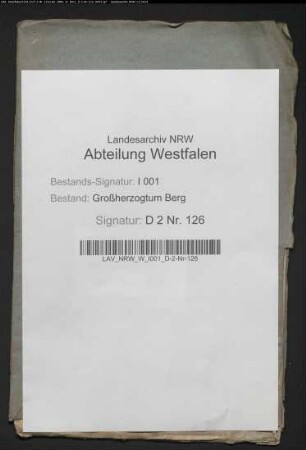 Landesarchiv NRW
Abteilung Westfalen
Bestands-Signatur: I 001
Bestand: Großherzogtum Berg
Signatur: D 2 Nr. 126
LAV_NRW_W_I001_D-2-Nr-126